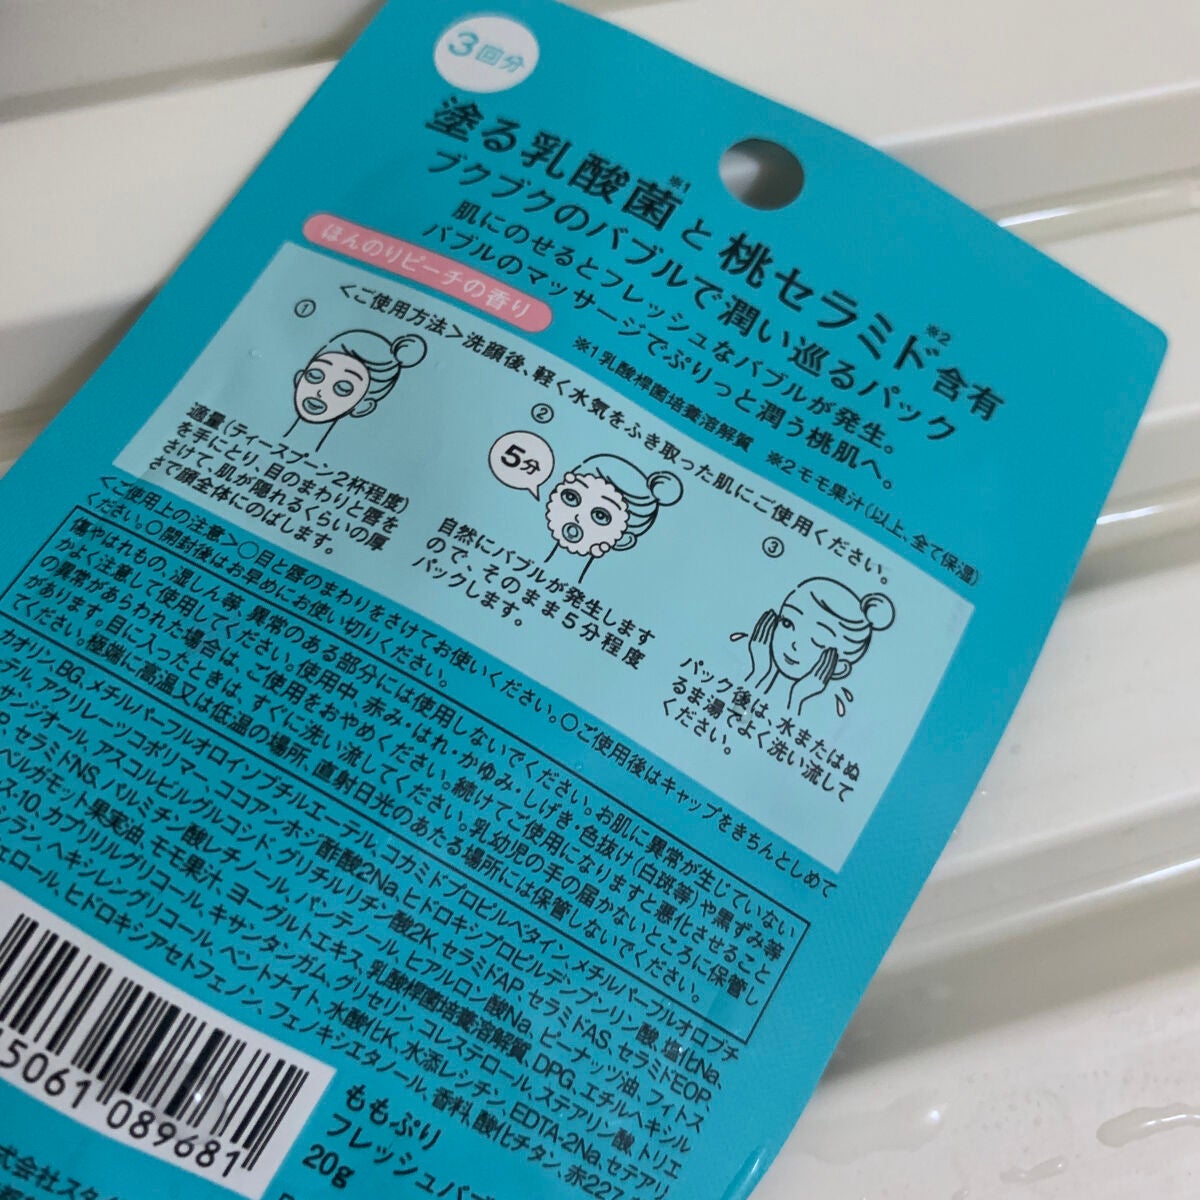 3回分
塗る乳酸菌※1と桃セラミド※2含有
ブクブクのバブルで潤い巡るパック
肌にのせるとフレッシュなバブルが発生。
バブルのマッサージでぷりっと潤う桃肌へ。
※1乳酸桿菌培養溶解質 ※2モモ果汁(以上、全て保湿)
ほんのりピーチの香り
<ご使用方法>洗顔後、軽く水気をふき取った肌にご使用ください。
①
適量(ティースプーン2杯程度)
を手にとり、目のまわりと唇を
さけて、肌が隠れるくらいの厚
さで顔全体にのばします。
②
5分
自然にバブルが発生します
ので、そのまま5分程度
パックします。
③
パック後は、水またはぬ
るま湯でよく洗い流して
ください。
<ご使用上の注意>○目と唇のまわりをさけてお使いください。○ご使用後はキャップをきちんとしめて
ください。○開封後はお早めにお使い切りください。
傷やはれもの、湿しん等、異常のある部分には使用しないでください。お肌に異常が生じていない
かよく注意して使用してください。使用中、赤み・はれ・かゆみ・しげき・色抜け(白斑等)や黒ずみ等
の異常があらわれた場合は、ご使用をおやめください。続けてご使用になりますと悪化させること
があります。目に入ったときは、すぐに洗い流してください。乳幼児の手の届かないところに保管し
てください。極端に高温又は低温の場所、直射日光のあたる場所には保管しないでください。
カオリン、BG、メチルパーフルオロイソブチルエーテル、コカミドプロピルベタイン、メチルパーフルオロブチ
テル、アクリレーツコポリマー、ココアンホジ酢酸2Na、ヒドロキシプロピルデンプンリン酸、塩化Na、
サンジオール、アスコルビルグルコシド、グリチルリチン酸2K、セラミドAP、セラミドAS、セラミドEOP、
セラミドNS、パルミチン酸レチノール、パンテノール、ヒアルロン酸Na、ピーナッツ油、フィトス
ベルガモット果実油、モモ果汁、ヨーグルトエキス、乳酸桿菌培養溶解質、DPG、エチルヘキシル
ス-10、カプリリルグリコール、キサンタンガム、グリセリン、コレステロール、ステアリン酸、トリエ
ラン、ヘキシレングリコール、ベントナイト、水酸化K、水添レシチン、EDTA-2Na、セテアリ
ェロール、ヒドロキシアセトフェノン、フェノキシエタノール、香料、酸化チタン、赤227
5061 089681
ももぷり
フレッシュバブ
20g
式会社スタイ